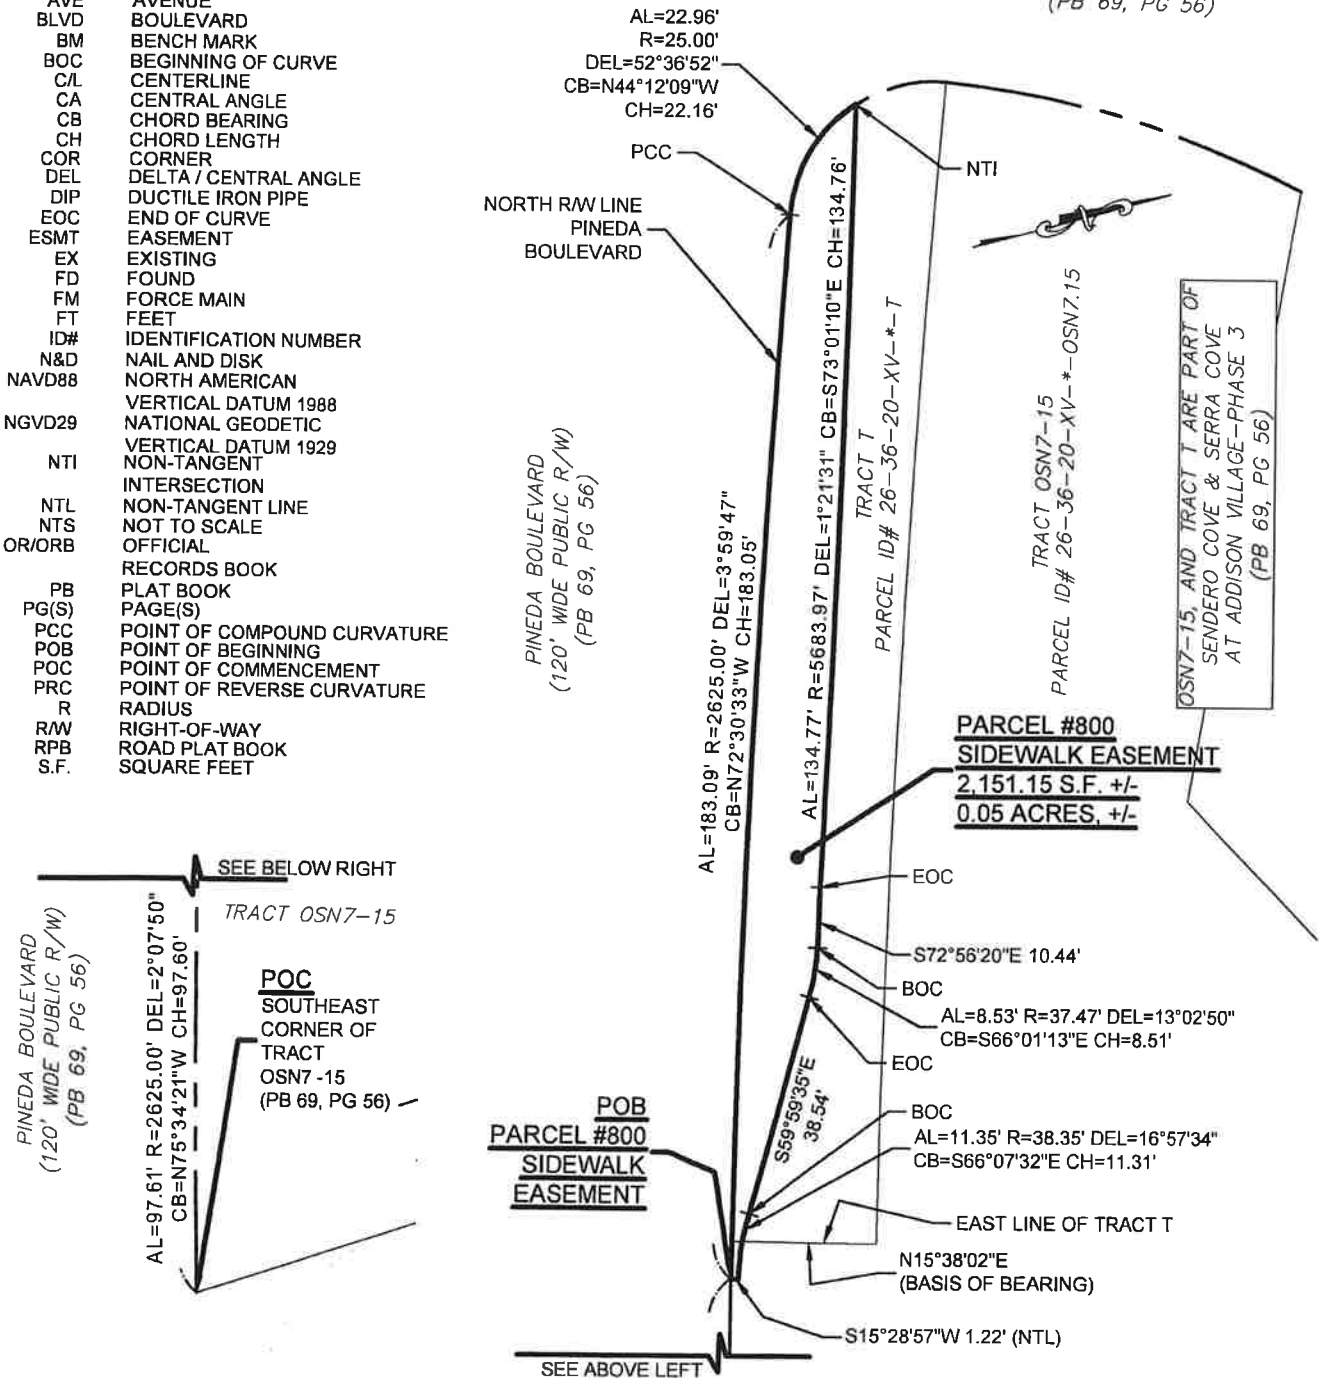 AVE AVENUE
BLVD BOULEVARD
BM BENCH MARK
BOC BEGINNING OF CURVE
C/L CENTERLINE
CA CENTRAL ANGLE
CB CHORD BEARING
CH CHORD LENGTH
COR CORNER
DEL DELTA / CENTRAL ANGLE
DIP DUCTILE IRON PIPE
EOC END OF CURVE
ESMT EASEMENT
EX EXISTING
FD FOUND
FM FORCE MAIN
FT FEET
ID# IDENTIFICATION NUMBER
N&D NAIL AND DISK
NAVD88 NORTH AMERICAN
VERTICAL DATUM 1988
NGVD29 NATIONAL GEODETIC
VERTICAL DATUM 1929
NTI NON-TANGENT
INTERSECTION
NTL NON-TANGENT LINE
NTS NOT TO SCALE
OR/ORB OFFICIAL
RECORDS BOOK
PB PLAT BOOK
PG(S) PAGE(S)
PCC POINT OF COMPOUND CURVATURE
POB POINT OF BEGINNING
POC POINT OF COMMENCEMENT
PRC POINT OF REVERSE CURVATURE
R RADIUS
R/W RIGHT-OF-WAY
RPB ROAD PLAT BOOK
S.F. SQUARE FEET
(PB 69, PG 56)
AL=22.96'
R=25.00'
DEL=52°36'52"
CB=N44°12'09"W
CH=22.16'
PCC
NTI
NORTH R/W LINE
PINEDA
BOULEVARD
PINEDA BOULEVARD
(120' WIDE PUBLIC R/W)
(PB 69, PG 56)
AL=183.09' R=2625.00' DEL=3°59'47"
CB=N72°30'33"W CH=183.05'
AL=134.77' R=5683.97' DEL=1°21'31" CB=S73°01'10"E CH=134.76'
TRACT T
PARCEL ID# 26-36-20-XV-*-T
TRACT OSN7-15
PARCEL ID# 26-36-20-XV-*-OSN7.15
OSN7-15, AND TRACT T ARE PART OF
SENDERO COVE & SERRA COVE
AT ADDISON VILLAGE-PHASE 3
(PB 69, PG 56)
PARCEL #800
SIDEWALK EASEMENT
2,151.15 S.F. +/-
0.05 ACRES, +/-
EOC
S72°56'20"E 10.44'
BOC
AL=8.53' R=37.47' DEL=13°02'50"
CB=S66°01'13"E CH=8.51'
EOC
S59°59'35"E
38.54'
BOC
AL=11.35' R=38.35' DEL=16°57'34"
CB=S66°07'32"E CH=11.31'
EAST LINE OF TRACT T
N15°38'02"E
(BASIS OF BEARING)
S15°28'57"W 1.22' (NTL)
POB
PARCEL #800
SIDEWALK
EASEMENT
SEE ABOVE LEFT
SEE BELOW RIGHT
TRACT OSN7-15
PINEDA BOULEVARD
(120' WIDE PUBLIC R/W)
(PB 69, PG 56)
AL=97.61' R=2625.00' DEL=2°07'50"
CB=N75°34'21"W CH=97.60'
POC
SOUTHEAST
CORNER OF
TRACT
OSN7 -15
(PB 69, PG 56)